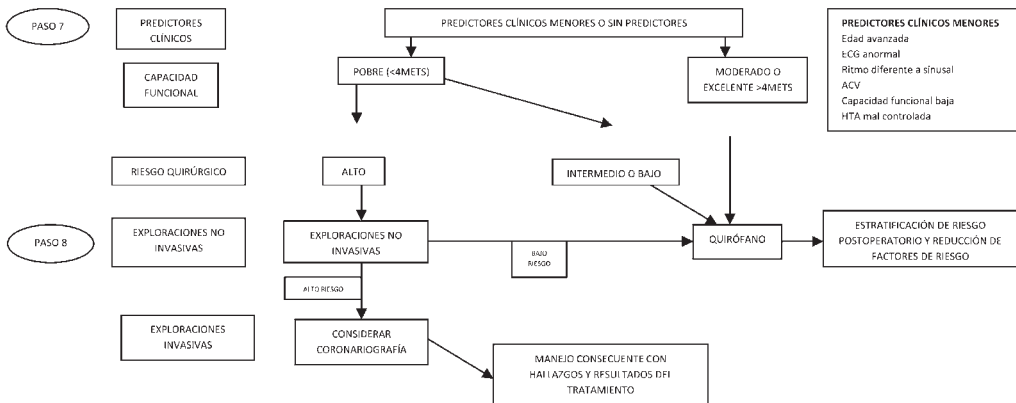 PASO 7
PREDICTORES
CLÍNICOS
PREDICTORES CLÍNICOS MENORES O SIN PREDICTORES
PREDICTORES CLÍNICOS MENORES
Edad avanzada
ECG anormal
Ritmo diferente a sinusal
ACV
Capacidad funcional baja
HTA mal controlada
CAPACIDAD
FUNCIONAL
POBRE (<4METS)
MODERADO O
EXCELENTE >4METS
RIESGO QUIRÚRGICO
ALTO
INTERMEDIO O BAJO
PASO 8
EXPLORACIONES NO
INVASIVAS
EXPLORACIONES NO
INVASIVAS
BAJO
RIESGO
QUIRÓFANO
ESTRATIFICACIÓN DE RIESGO
POSTOPERATORIO Y REDUCCIÓN DE
FACTORES DE RIESGO
ALTO RIESGO
EXPLORACIONES
INVASIVAS
CONSIDERAR
CORONARIOGRAFÍA
MANEJO CONSECUENTE CON
HALLAZGOS Y RESULTADOS DEL
TRATAMIENTO